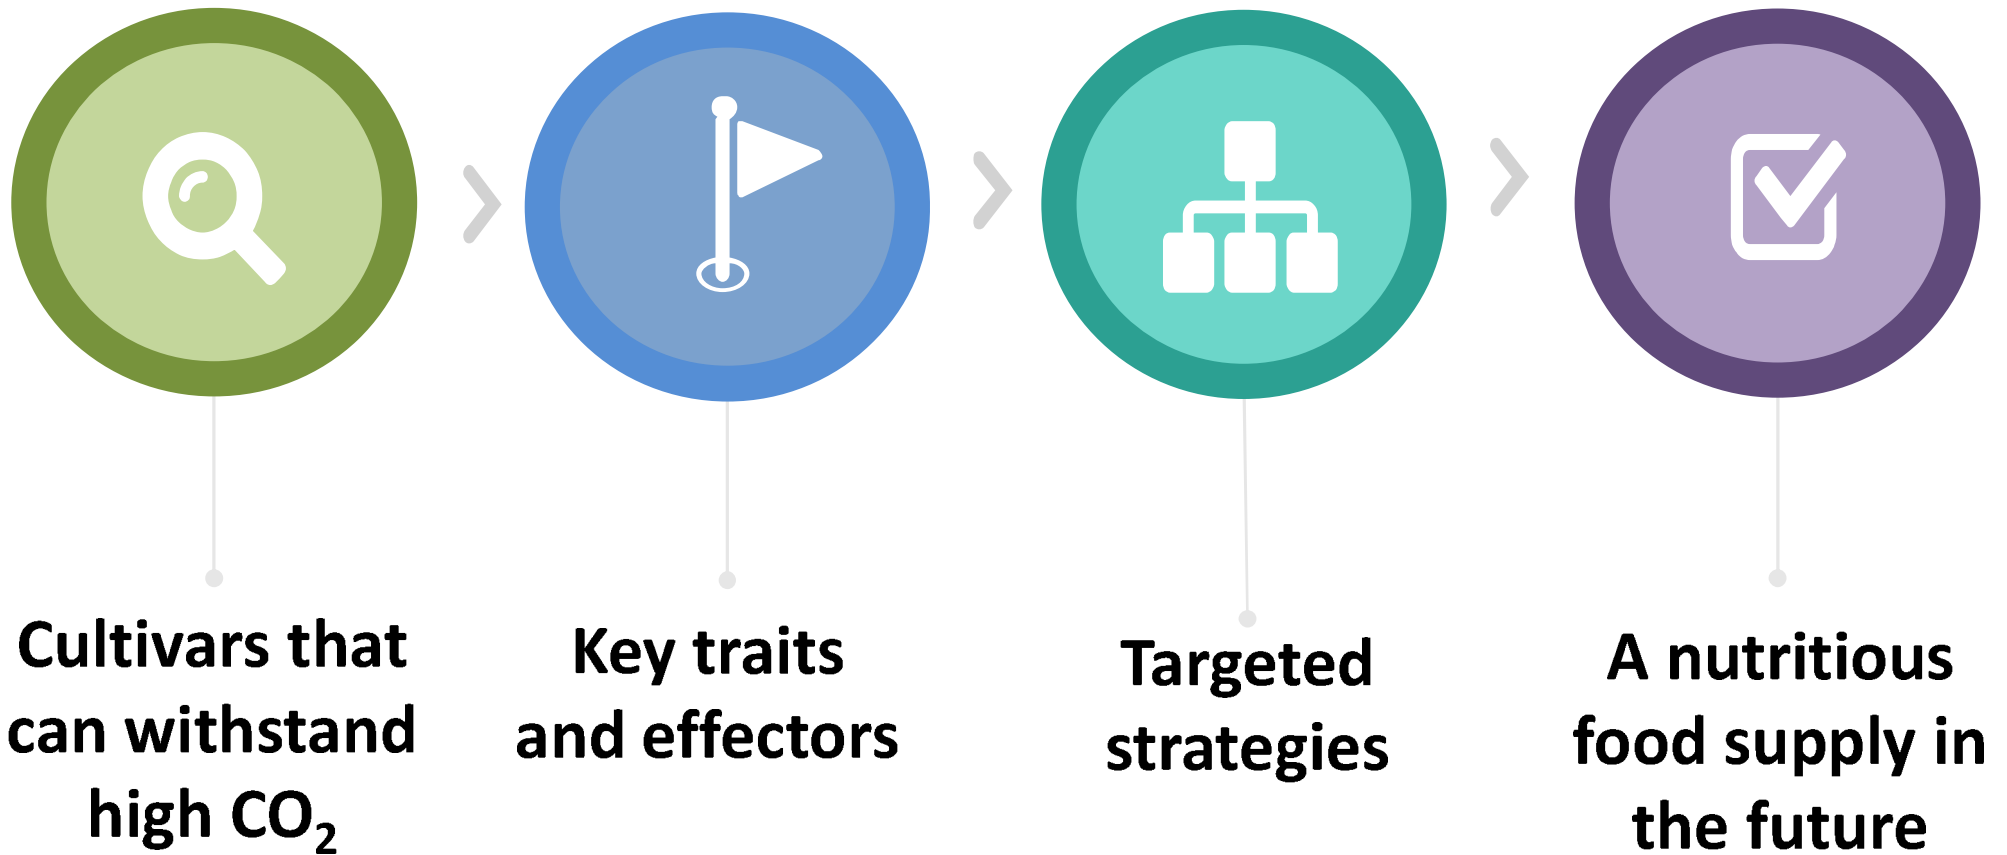 Cultivars that
can withstand
high CO₂
Key traits
and effectors
Targeted
strategies
A nutritious
food supply in
the future